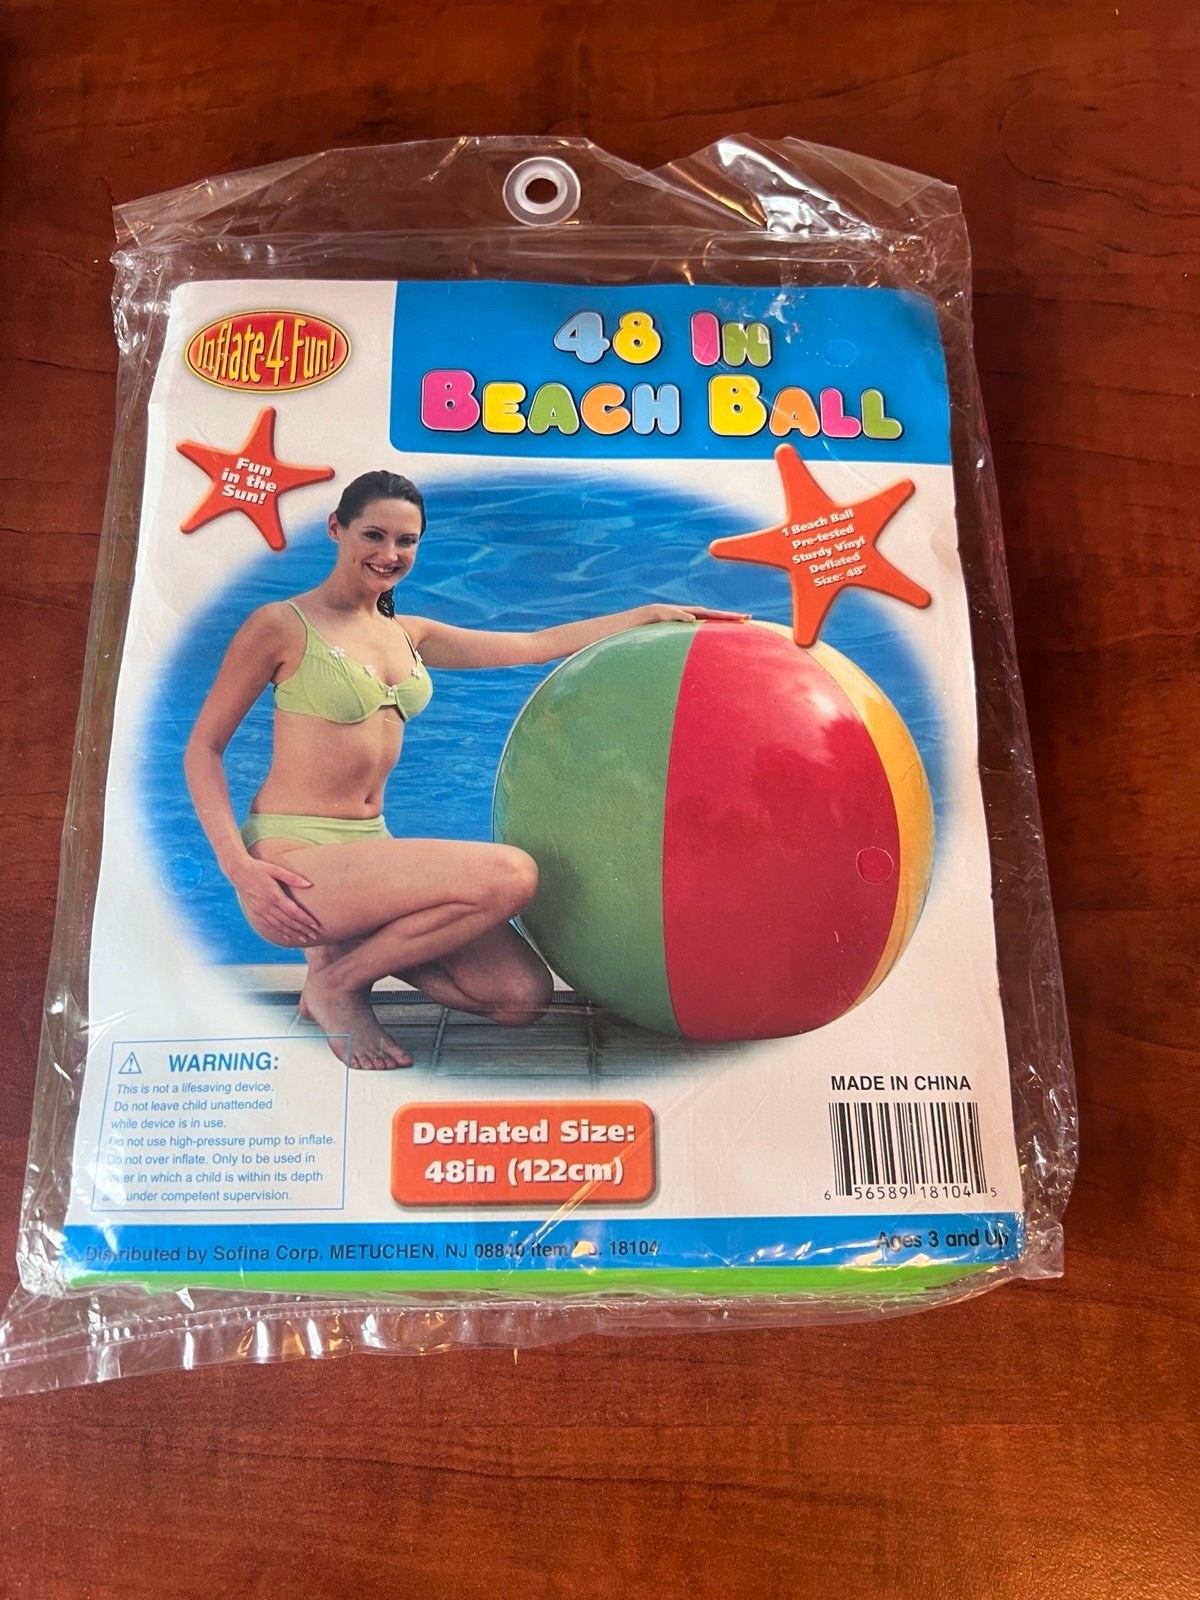 Inflate-4-Fun!
48 In
Beach Ball
Fun
in the
Sun!
1 Beach Ball
Pre-tested
Sturdy Vinyl
Deflated
Size: 48"
WARNING:
This is not a lifesaving device.
Do not leave child unattended
while device is in use.
Do not use high-pressure pump to inflate.
Do not over inflate. Only to be used in
water in which a child is within its depth
and under competent supervision.
Deflated Size:
48in (122cm)
MADE IN CHINA
6 56589 18104 5
Distributed by Sofina Corp. METUCHEN, NJ 08840 Item No. 18104
Ages 3 and Up